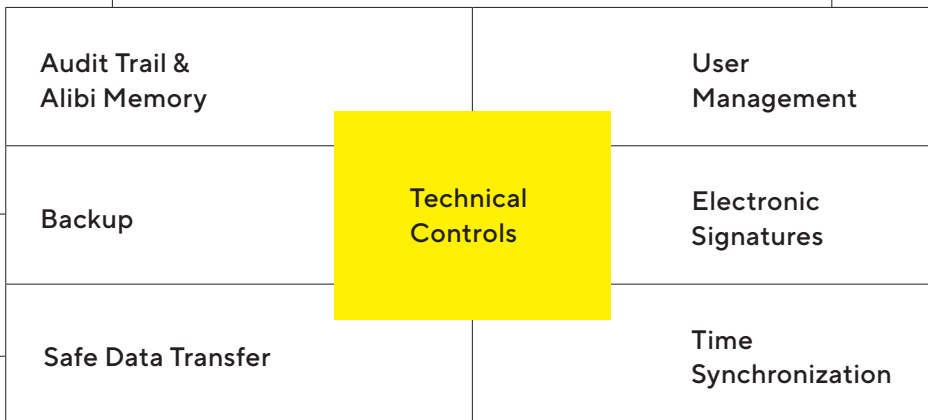 Audit Trail &
Alibi Memory
User
Management
Technical
Controls
Backup
Electronic
Signatures
Safe Data Transfer
Time
Synchronization